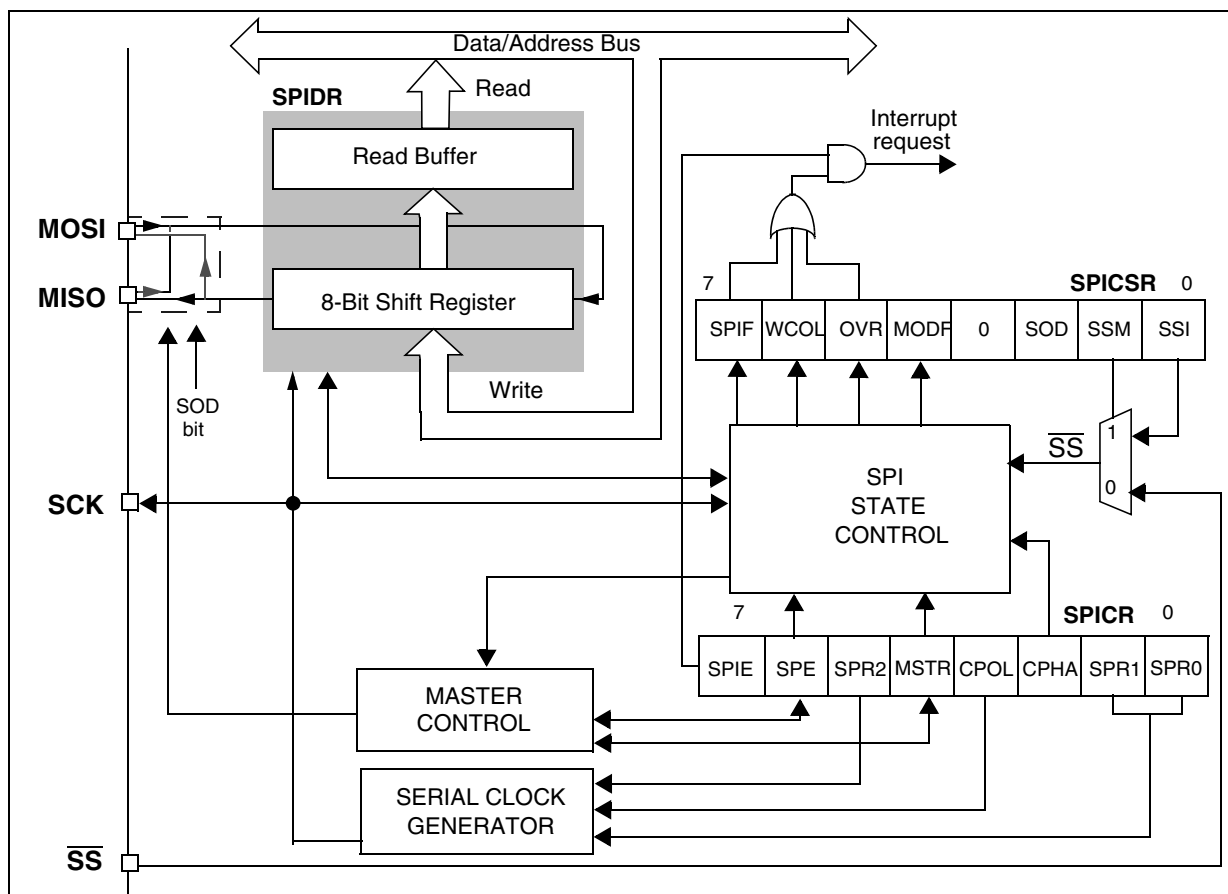 Data/Address Bus
SPIDR
Read
Read Buffer
Interrupt
request
MOSI
MISO
8-Bit Shift Register
7
SPICSR
0
SPIF WCOL OVR MODF 0 SOD SSM SSI
Write
SOD
bit
SS
1
0
SCK
SPI
STATE
CONTROL
7
SPICR
0
SPIE SPE SPR2 MSTR CPOL CPHA SPR1 SPR0
MASTER
CONTROL
SERIAL CLOCK
GENERATOR
SS